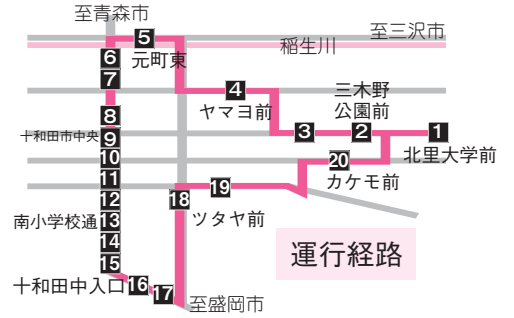 至青森市
至三沢市
稲生川
5
元町東
6
7
4
ヤマヨ前
三木野
公園前
8
十和田市中央
9
3
2
1
北里大学前
10
20
カケモ前
11
19
12
18
ツタヤ前
南小学校通
13
14
15
運行経路
十和田中入口
16
17
至盛岡市